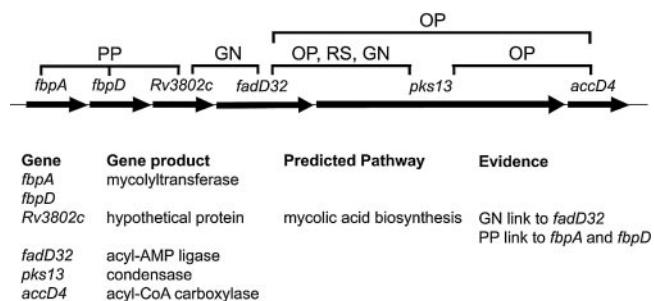 OP
PP GN OP, RS, GN OP
fbpA fbpD Rv3802c fadD32 pks13 accD4
Gene Gene product Predicted Pathway Evidence
fbpA mycolyltransferase
fbpD
Rv3802c hypothetical protein mycolic acid biosynthesis GN link to fadD32
PP link to fbpA and fbpD
fadD32 acyl-AMP ligase
pks13 condensase
accD4 acyl-CoA carboxylase